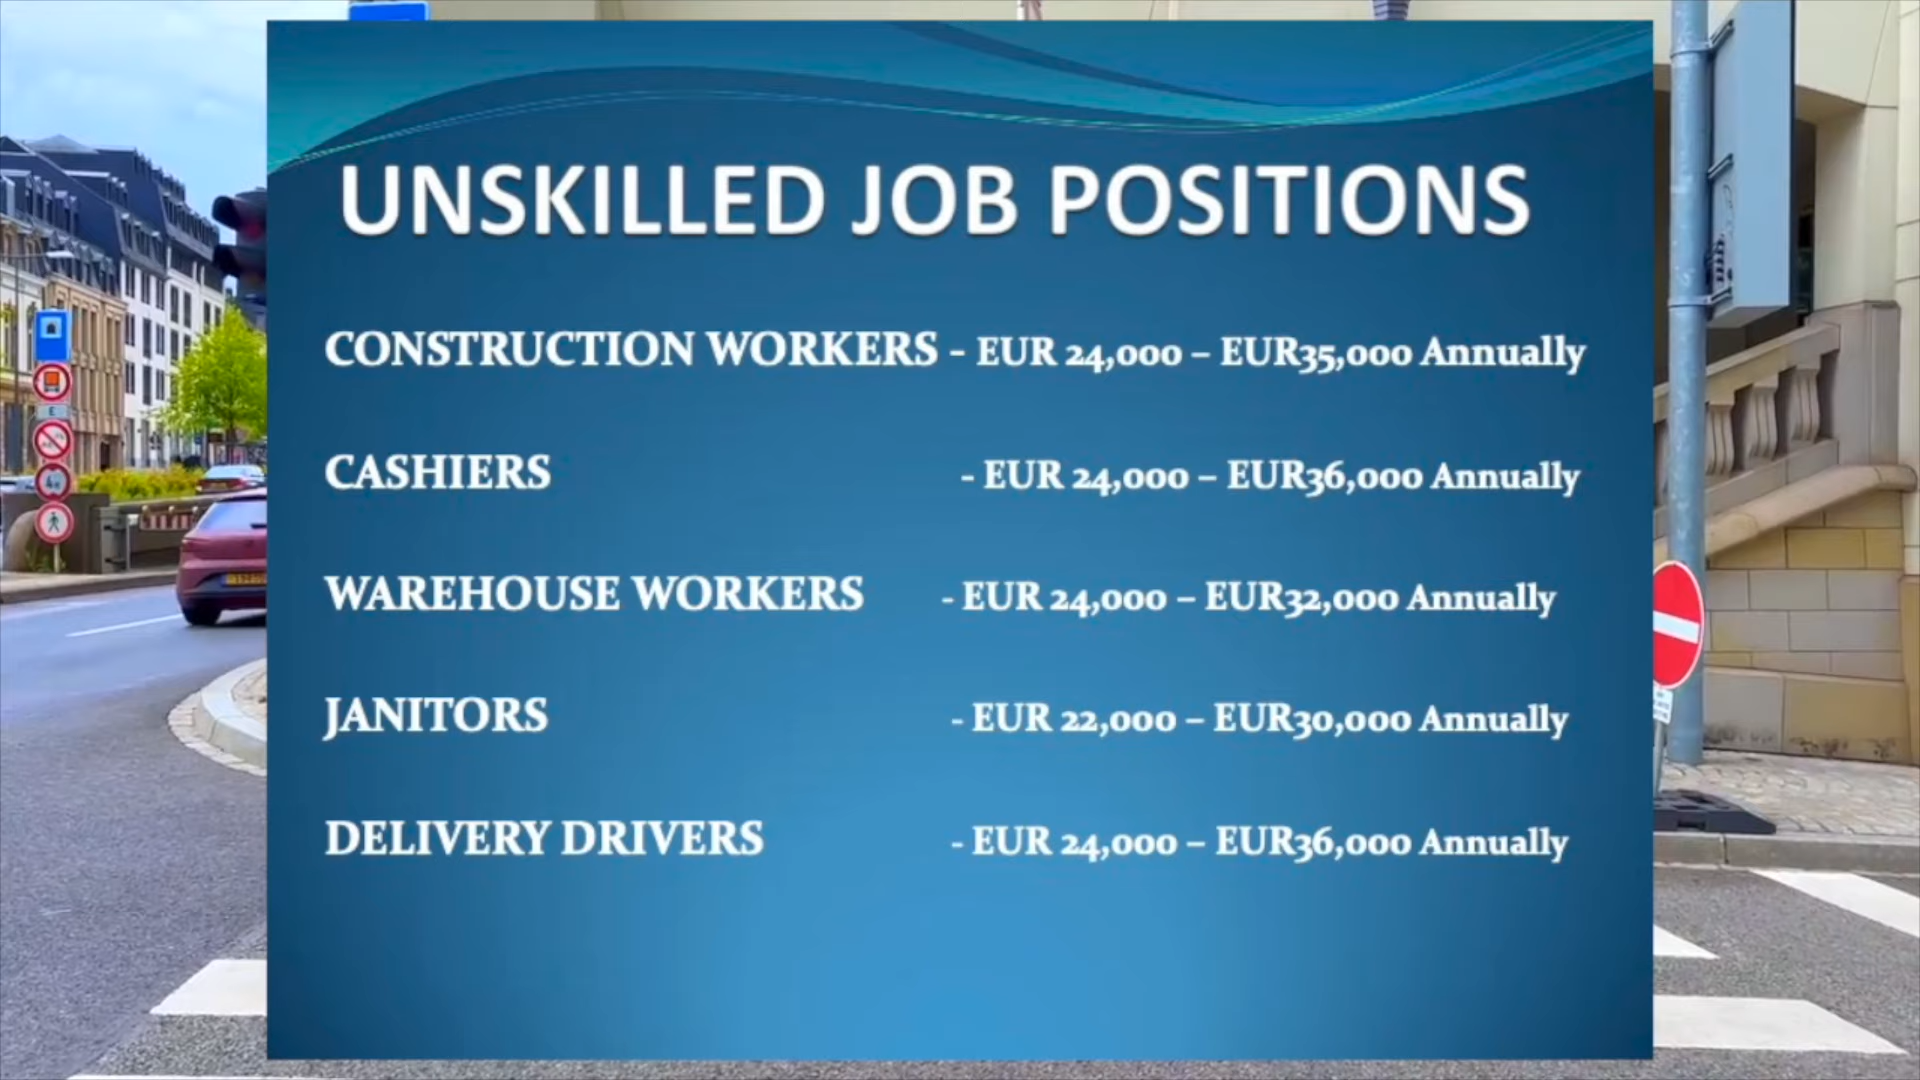 UNSKILLED JOB POSITIONS
CONSTRUCTION WORKERS - EUR 24,000 – EUR35,000 Annually
CASHIERS - EUR 24,000 – EUR36,000 Annually
WAREHOUSE WORKERS - EUR 24,000 – EUR32,000 Annually
JANITORS - EUR 22,000 – EUR30,000 Annually
DELIVERY DRIVERS - EUR 24,000 – EUR36,000 Annually